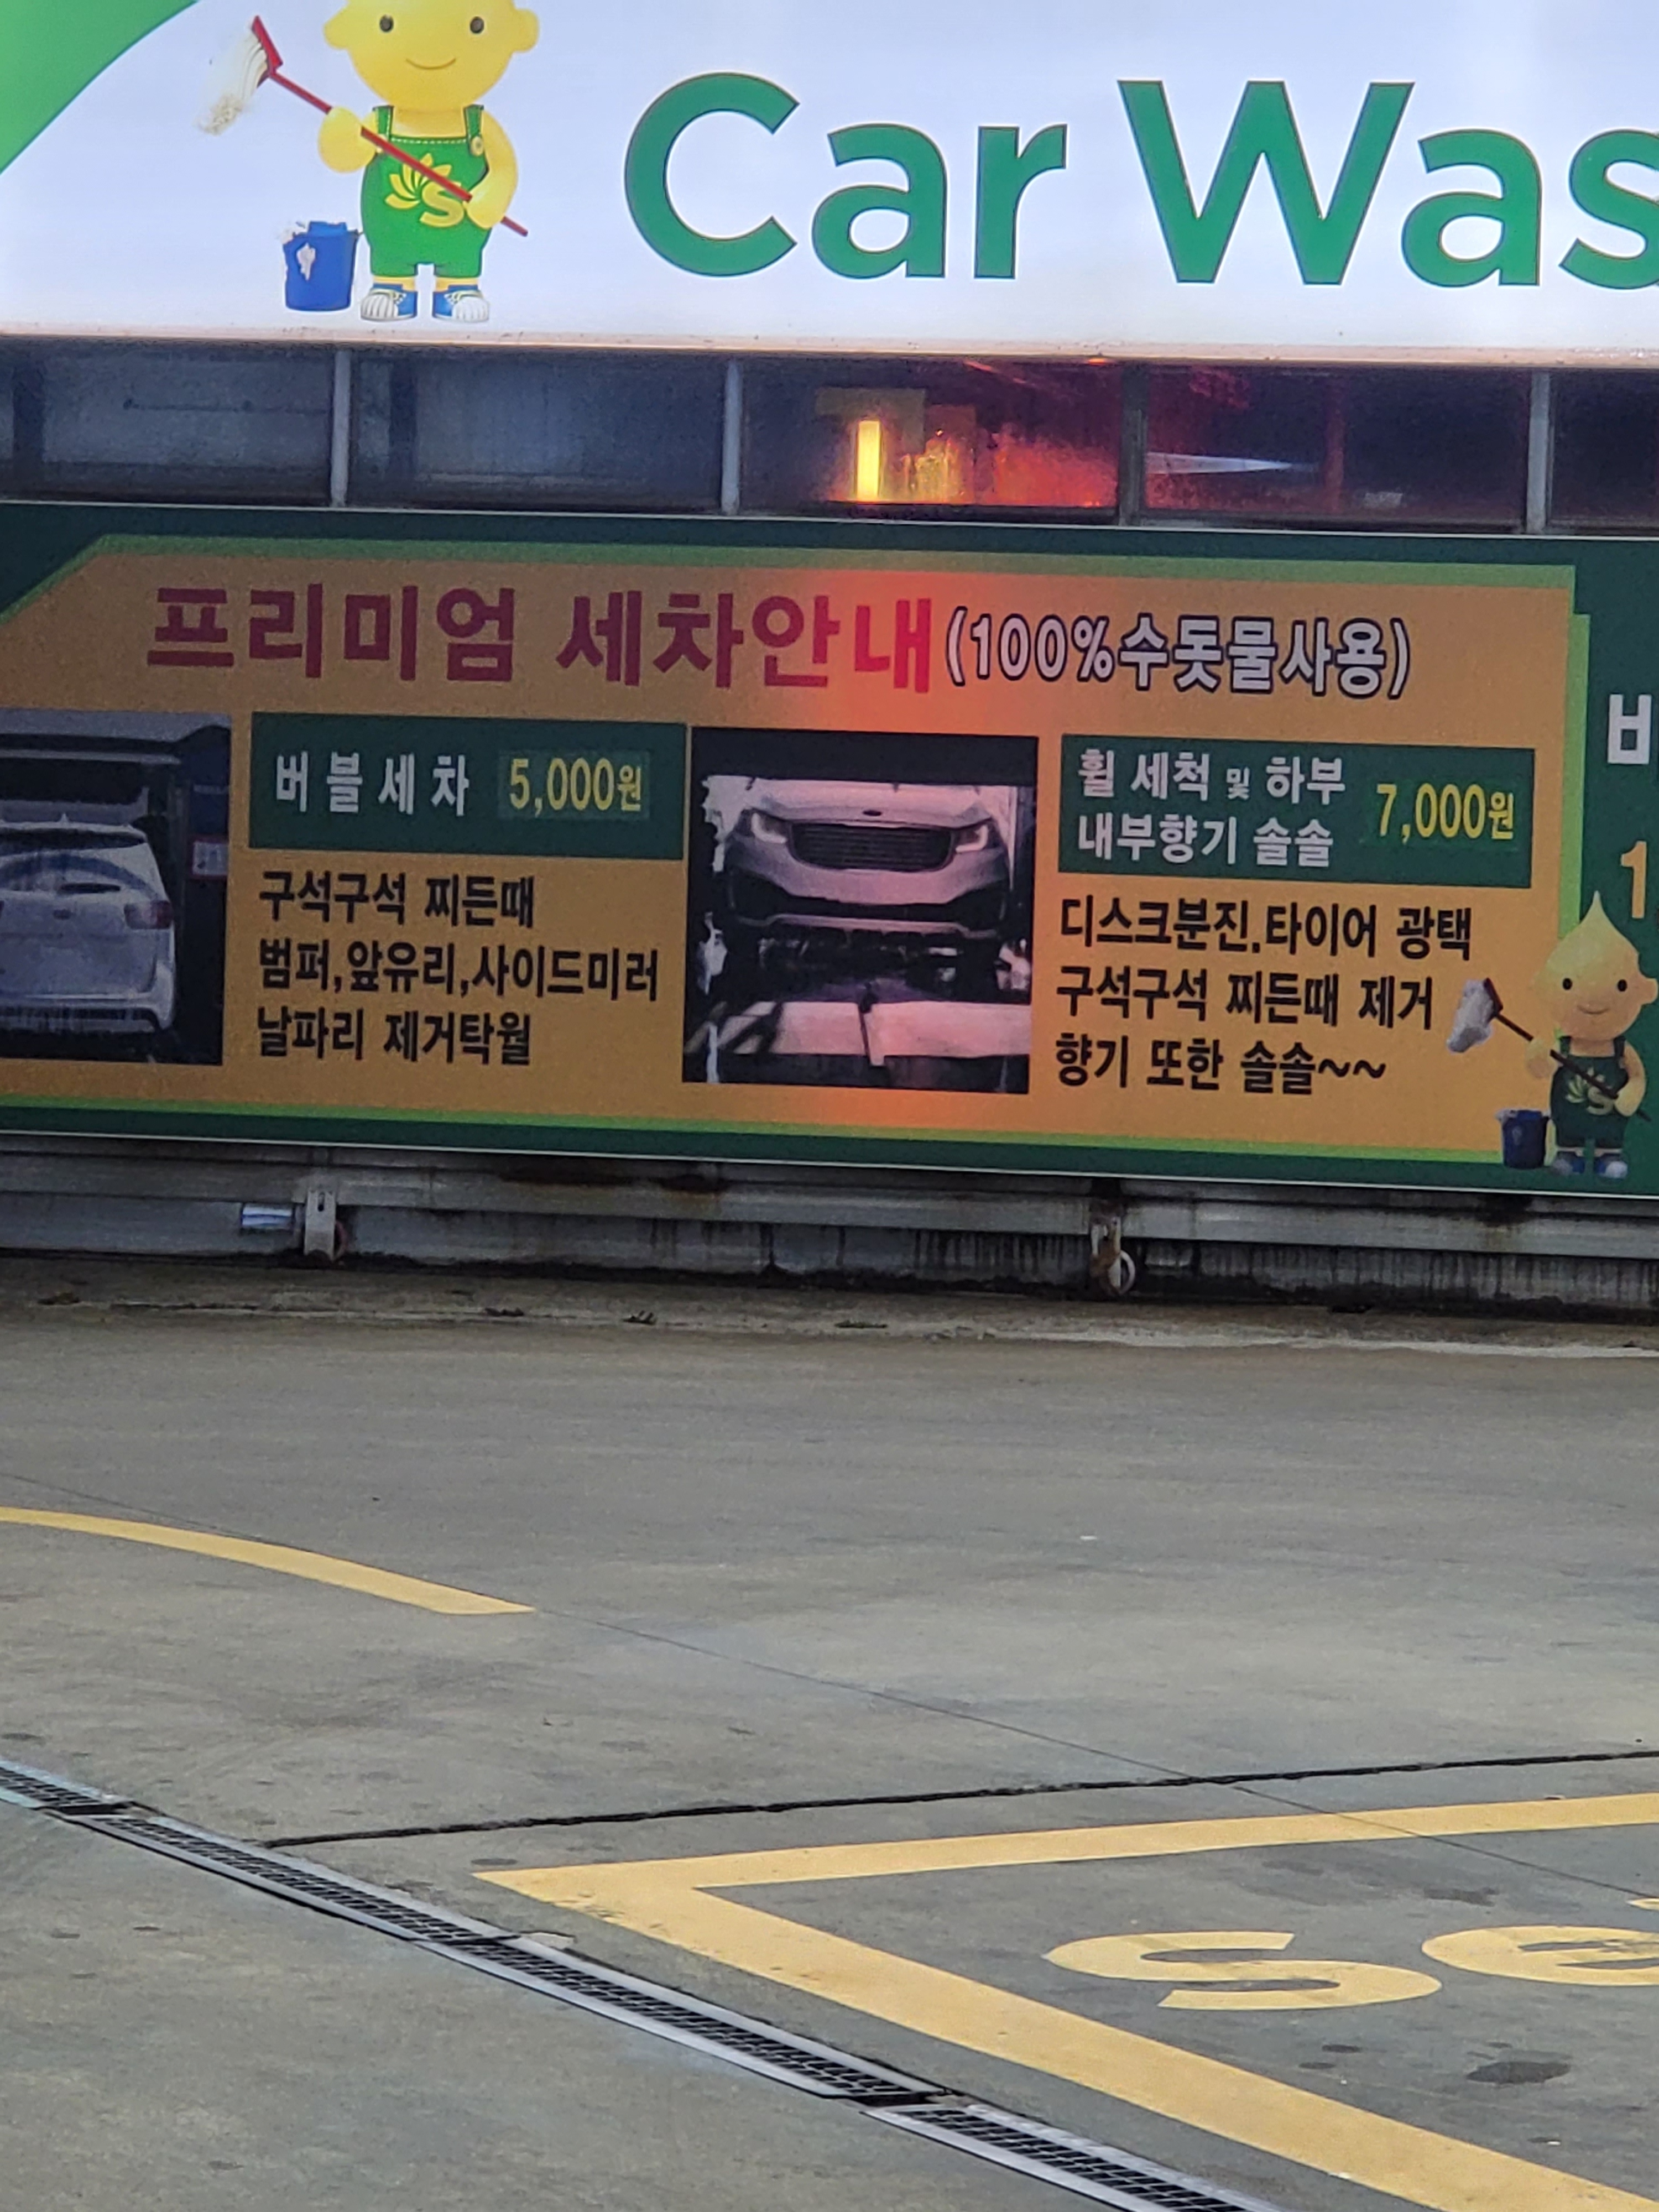 Car Was
프리미엄 세차안내(100%수돗물사용)
버블세차 5,000원
구석구석 찌든때
범퍼,앞유리,사이드미러
날파리 제거탁월
휠 세척 및 하부
내부향기 솔솔
7,000원
디스크분진.타이어 광택
구석구석 찌든때 제거
향기 또한 솔솔~~
버
1
S
S
Se